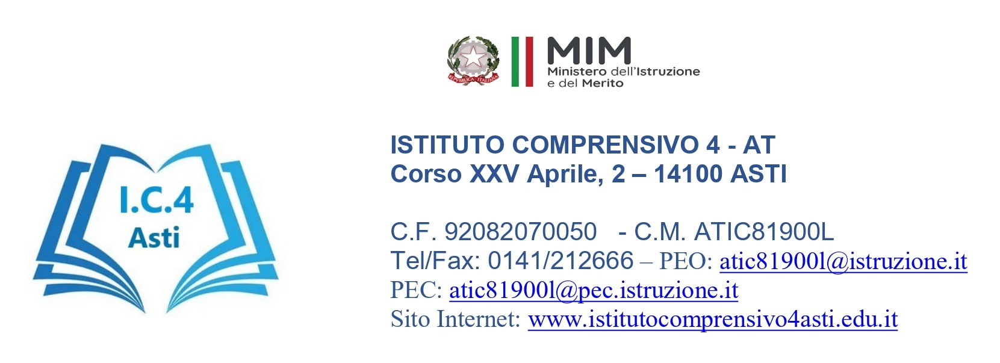 REPVBBLICA ITALIANA
MIM
Ministero dell'Istruzione
e del Merito
I.C.4
Asti
ISTITUTO COMPRENSIVO 4 - AT
Corso XXV Aprile, 2 – 14100 ASTI
C.F. 92082070050 - C.M. ATIC81900L
Tel/Fax: 0141/212666 – PEO: atic81900l@istruzione.it
PEC: atic81900l@pec.istruzione.it
Sito Internet: www.istitutocomprensivo4asti.edu.it